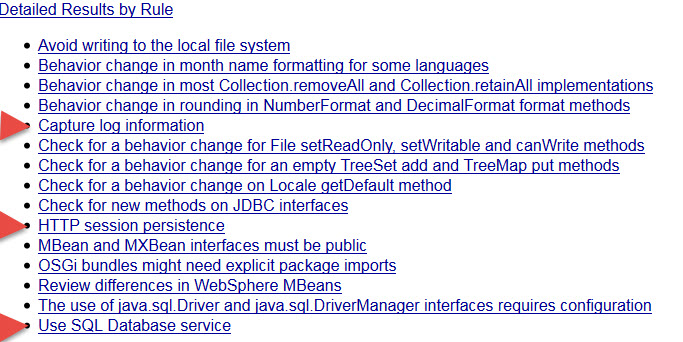 Detailed Results by Rule
Avoid writing to the local file system
Behavior change in month name formatting for some languages
Behavior change in most Collection.removeAll and Collection.retainAll implementations
Behavior change in rounding in NumberFormat and DecimalFormat format methods
Capture log information
Check for a behavior change for File setReadOnly, setWritable and canWrite methods
Check for a behavior change for an empty TreeSet add and TreeMap put methods
Check for a behavior change on Locale getDefault method
Check for new methods on JDBC interfaces
HTTP session persistence
MBean and MXBean interfaces must be public
OSGi bundles might need explicit package imports
Review differences in WebSphere MBeans
The use of java.sql.Driver and java.sql.DriverManager interfaces requires configuration
Use SQL Database service